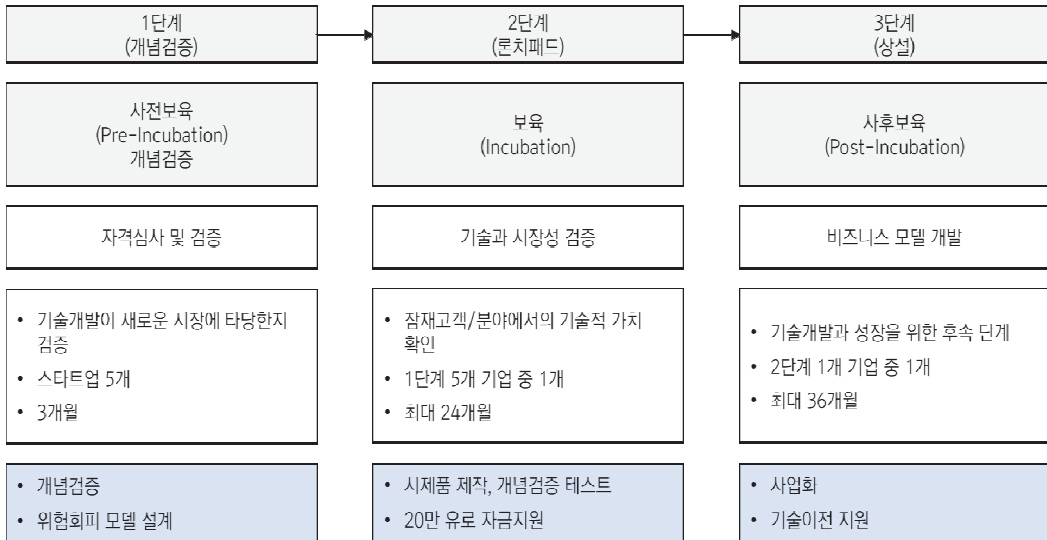 1단계
(개념검증)
2단계
(론치패드)
3단계
(상설)
사전보육
(Pre-Incubation)
개념검증
보육
(Incubation)
사후보육
(Post-Incubation)
자격심사 및 검증
기술과 시장성 검증
비즈니스 모델 개발
• 기술개발이 새로운 시장에 타당한지
검증
• 스타트업 5개
• 3개월
• 잠재고객/분야에서의 기술적 가치
확인
• 1단계 5개 기업 중 1개
• 최대 24개월
• 기술개발과 성장을 위한 후속 단계
• 2단계 1개 기업 중 1개
• 최대 36개월
• 개념검증
• 위험회피 모델 설계
• 시제품 제작, 개념검증 테스트
• 20만 유로 자금지원
• 사업화
• 기술이전 지원